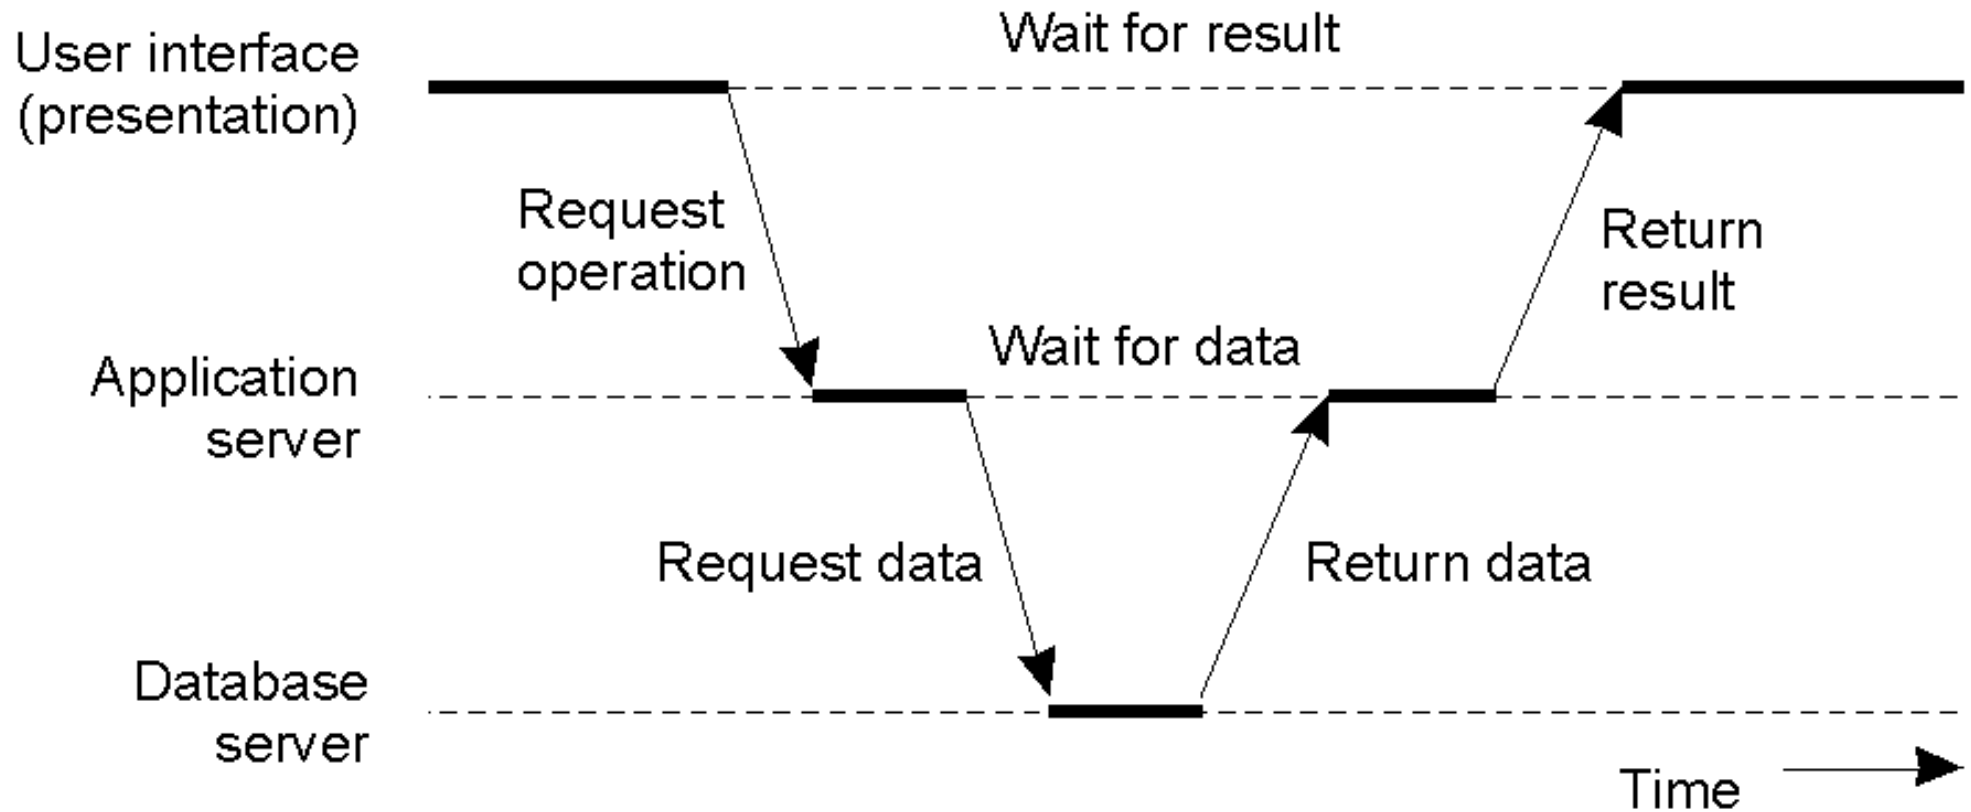 User interface
(presentation)
Wait for result
Request
operation
Return
result
Application
server
Wait for data
Request data
Return data
Database
server
Time